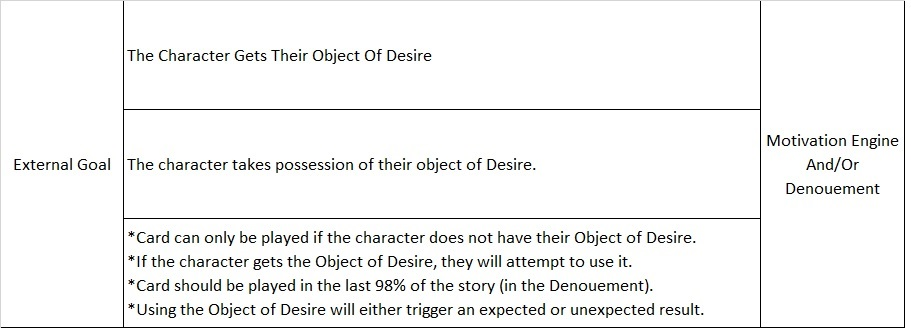 The Character Gets Their Object Of Desire
External Goal
The character takes possession of their object of Desire.
Motivation Engine
And/Or
Denouement
*Card can only be played if the character does not have their Object of Desire.
*If the character gets the Object of Desire, they will attempt to use it.
*Card should be played in the last 98% of the story (in the Denouement).
*Using the Object of Desire will either trigger an expected or unexpected result.